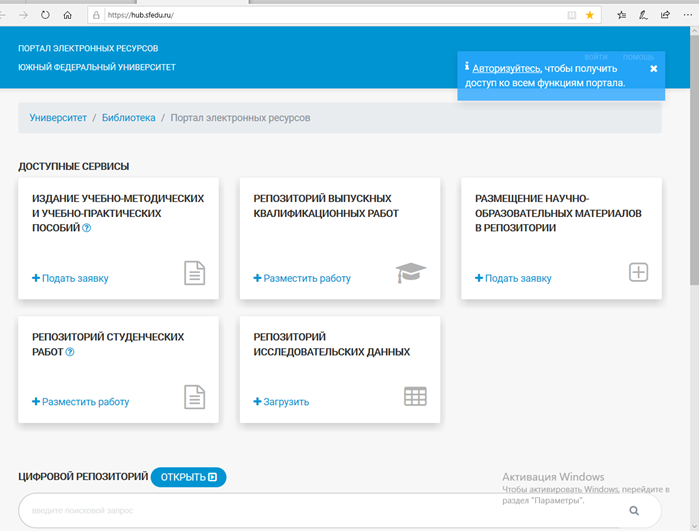 https://hub.sfedu.ru/
ПОРТАЛ ЭЛЕКТРОННЫХ РЕСУРСОВ
ЮЖНЫЙ ФЕДЕРАЛЬНЫЙ УНИВЕРСИТЕТ
ВОЙТИ ПОМОЩЬ
Авторизуйтесь, чтобы получить
доступ ко всем функциям портала.
Университет / Библиотека / Портал электронных ресурсов
ДОСТУПНЫЕ СЕРВИСЫ
ИЗДАНИЕ УЧЕБНО-МЕТОДИЧЕСКИХ
И УЧЕБНО-ПРАКТИЧЕСКИХ
ПОСОБИЙ
Подать заявку
РЕПОЗИТОРИЙ ВЫПУСКНЫХ
КВАЛИФИКАЦИОННЫХ РАБОТ
Разместить работу
РАЗМЕЩЕНИЕ НАУЧНО-
ОБРАЗОВАТЕЛЬНЫХ МАТЕРИАЛОВ
В РЕПОЗИТОРИИ
Подать заявку
РЕПОЗИТОРИЙ СТУДЕНЧЕСКИХ
РАБОТ
Разместить работу
РЕПОЗИТОРИЙ
ИССЛЕДОВАТЕЛЬСКИХ ДАННЫХ
Загрузить
ЦИФРОВОЙ РЕПОЗИТОРИЙ ОТКРЫТЬ
введите поисковой запрос
Активация Windows
Чтобы активировать Windows, перейдите в
раздел "Параметры".